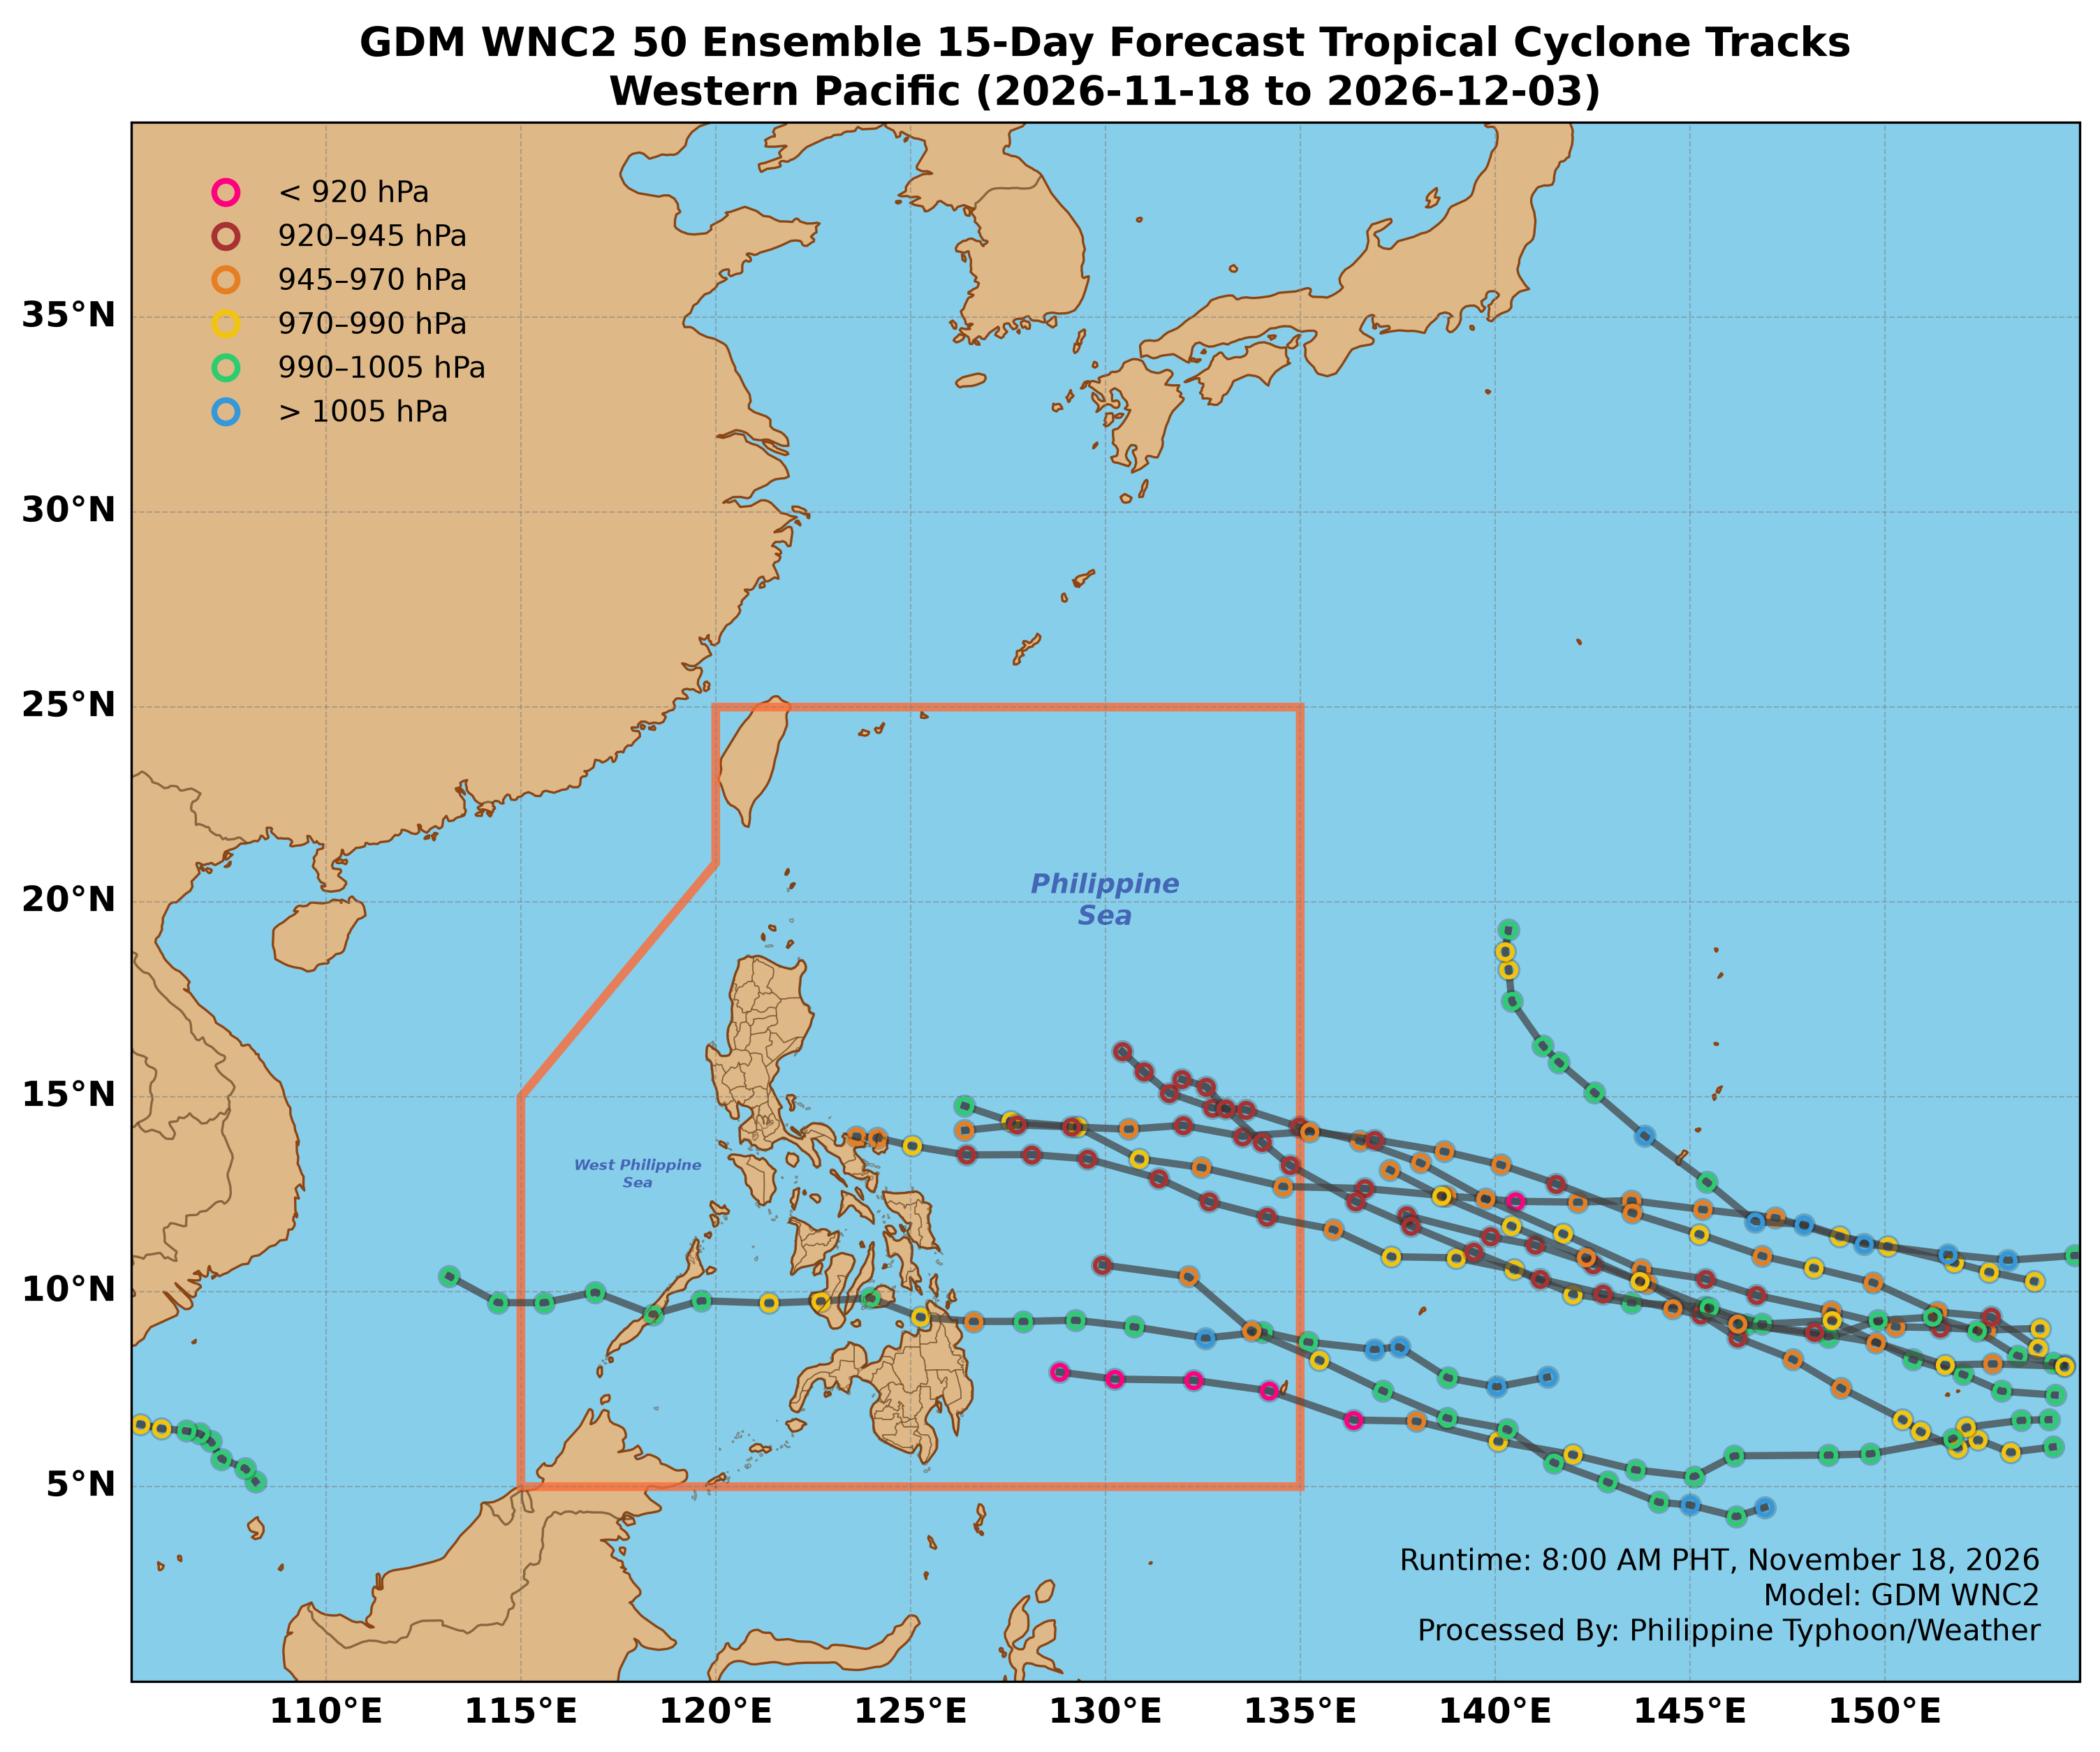 GDM WNC2 50 Ensemble 15-Day Forecast Tropical Cyclone Tracks
Western Pacific (2026-11-18 to 2026-12-03)
< 920 hPa
920–945 hPa
945–970 hPa
970–990 hPa
990–1005 hPa
> 1005 hPa
35°N
30°N
25°N
20°N
15°N
10°N
5°N
Philippine
Sea
West Philippine
Sea
Runtime: 8:00 AM PHT, November 18, 2026
Model: GDM WNC2
Processed By: Philippine Typhoon/Weather
110°E 115°E 120°E 125°E 130°E 135°E 140°E 145°E 150°E